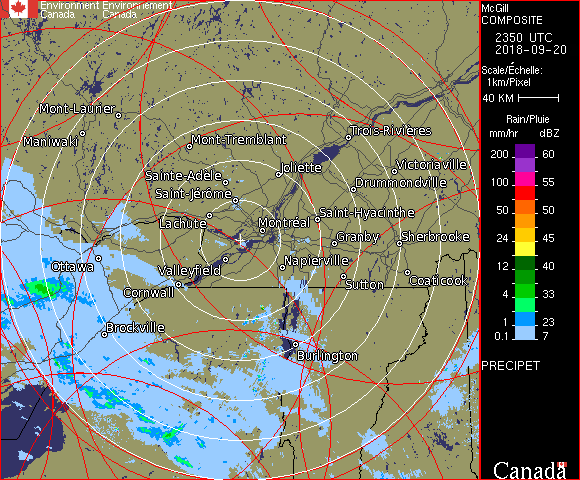 Environment Environnement
Canada Canada
McGill
COMPOSITE
2350 UTC
2018-09-20
Scale/Échelle:
1km/Pixel
40 KM
Rain/Pluie
mm/hr dBZ
200 60
100 55
50 50
24 45
12 40
4 33
1 23
0.1 7
PRECIPET
Canada
Mont-Laurier
Maniwaki
Mont-Tremblant
Trois-Rivières
Joliette
Victoriaville
Sainte-Adèle
Drummondville
Saint-Jérôme
Saint-Hyacinthe
Lachute
Montréal
Granby
Sherbrooke
Ottawa
Valleyfield
Napierville
Cornwall
Sutton
Coaticook
Brockville
Burlington